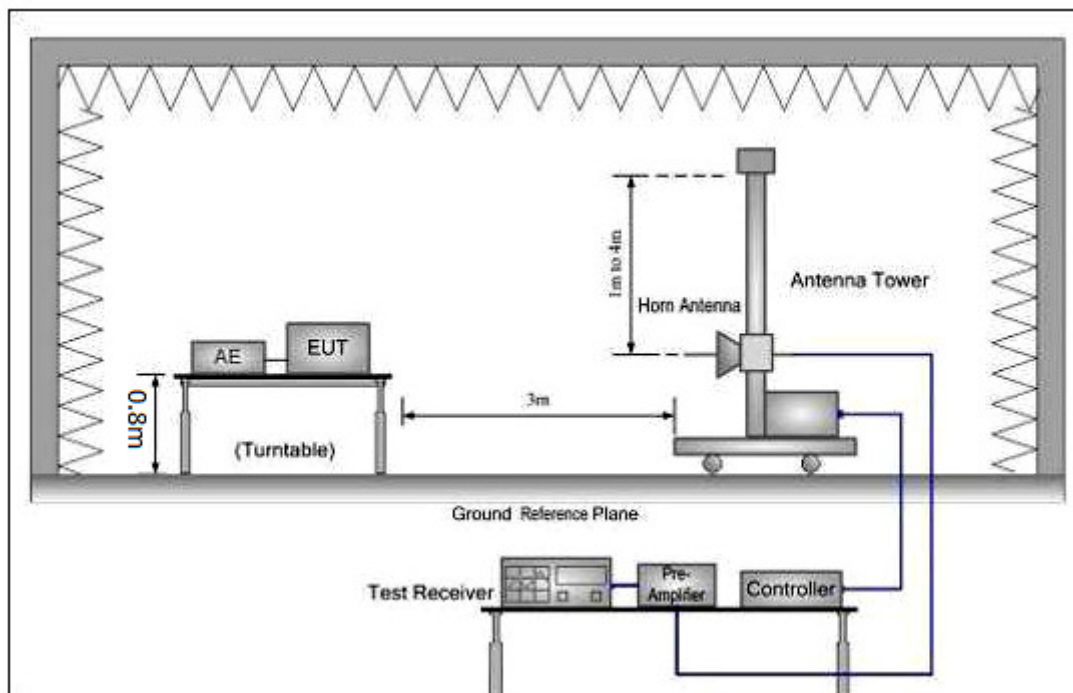 1m to 4m
Antenna Tower
Horn Antenna
AE
EUT
0.8m
3m
(Turntable)
Ground Reference Plane
Test Receiver
Pre-
Amplifier
Controller